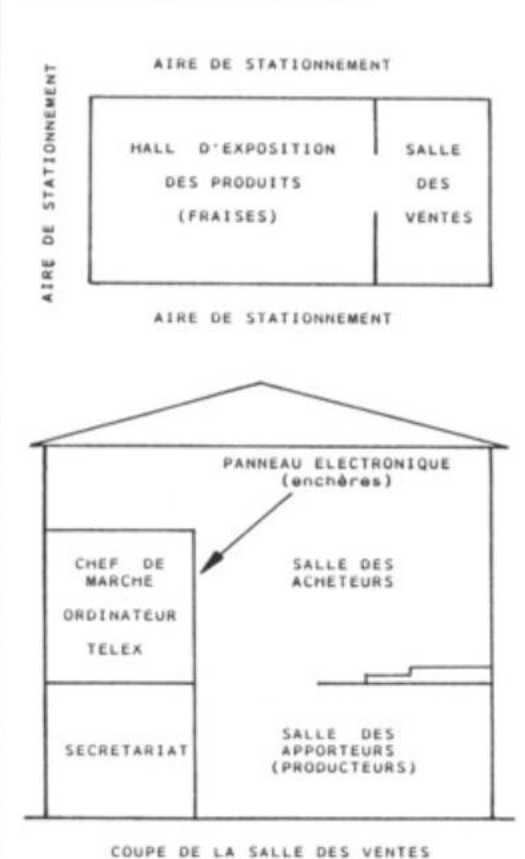 AIRE DE STATIONNEMENT
AIRE DE STATIONNEMENT
HALL D'EXPOSITION
DES PRODUITS
(FRAISES)
SALLE
DES
VENTES
AIRE DE STATIONNEMENT
PANNEAU ELECTRONIQUE
(enchères)
CHEF DE
MARCHE
ORDINATEUR
TELEX
SALLE DES
ACHETEURS
SECRETARIAT
SALLE DES
APPORTEURS
(PRODUCTEURS)
COUPE DE LA SALLE DES VENTES